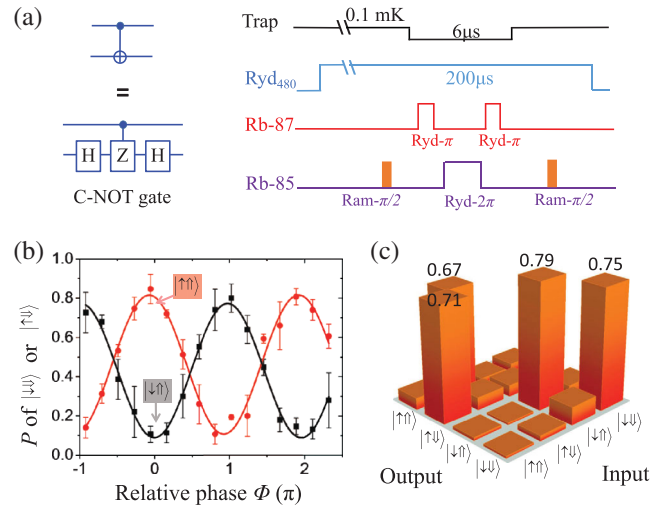 (a)
=
H Z H
C-NOT gate
Trap 0.1 mK 6μs
Ryd480 200μs
Rb-87
Ryd-π Ryd-π
Rb-85
Ram-π/2 Ryd-2π Ram-π/2
(b)
P of |↓⇓⟩ or |↑⇓⟩
1.0
0.8
0.6
0.4
0.2
0.0
|↑⇑⟩
|↓⇑⟩
-1 0 1 2
Relative phase Φ (π)
(c)
0.67 0.79 0.75
0.71
|↑⇑⟩ |↑⇓⟩ |↓⇑⟩ |↓⇓⟩
|↑⇑⟩ |↑⇓⟩ |↓⇑⟩ |↓⇓⟩
Output Input